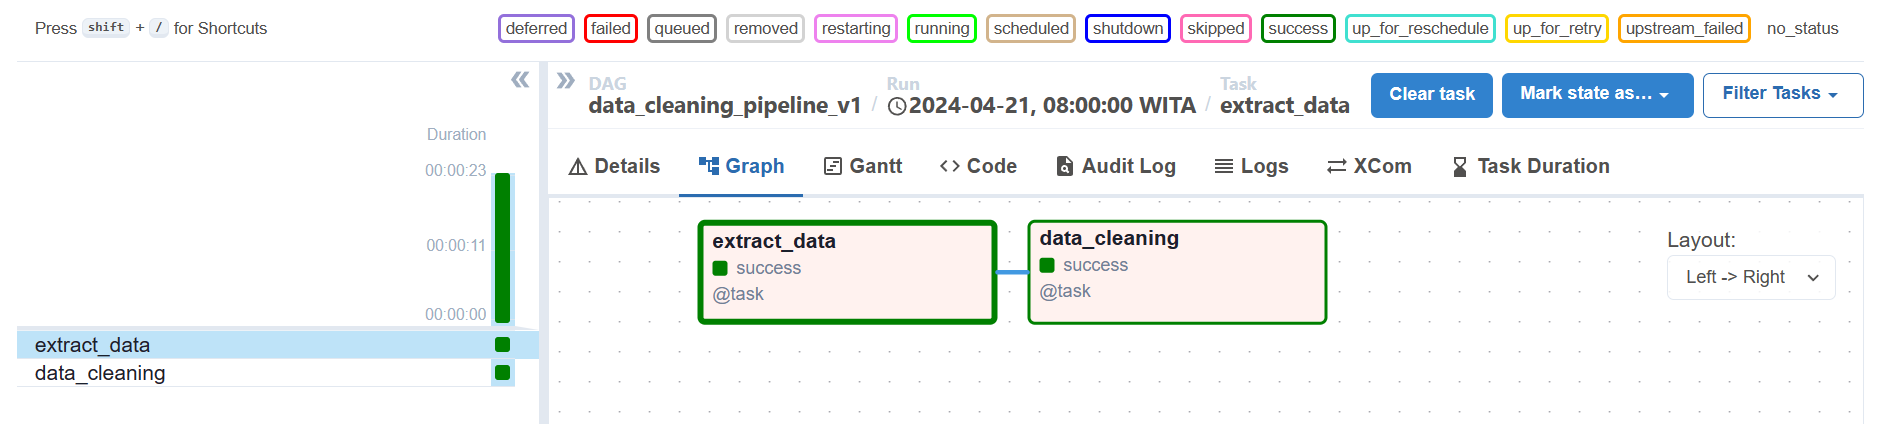 Press shift + / for Shortcuts
deferred failed queued removed restarting running scheduled shutdown skipped success up_for_reschedule up_for_retry upstream_failed no_status
Duration
00:00:23
00:00:11
00:00:00
extract_data
data_cleaning
DAG
data_cleaning_pipeline_v1
/
Run
2024-04-21, 08:00:00 WITA
/
Task
extract_data
Clear task
Mark state as...
Filter Tasks
Details Graph Gantt Code Audit Log Logs XCom Task Duration
extract_data
success
@task
data_cleaning
success
@task
Layout:
Left -> Right